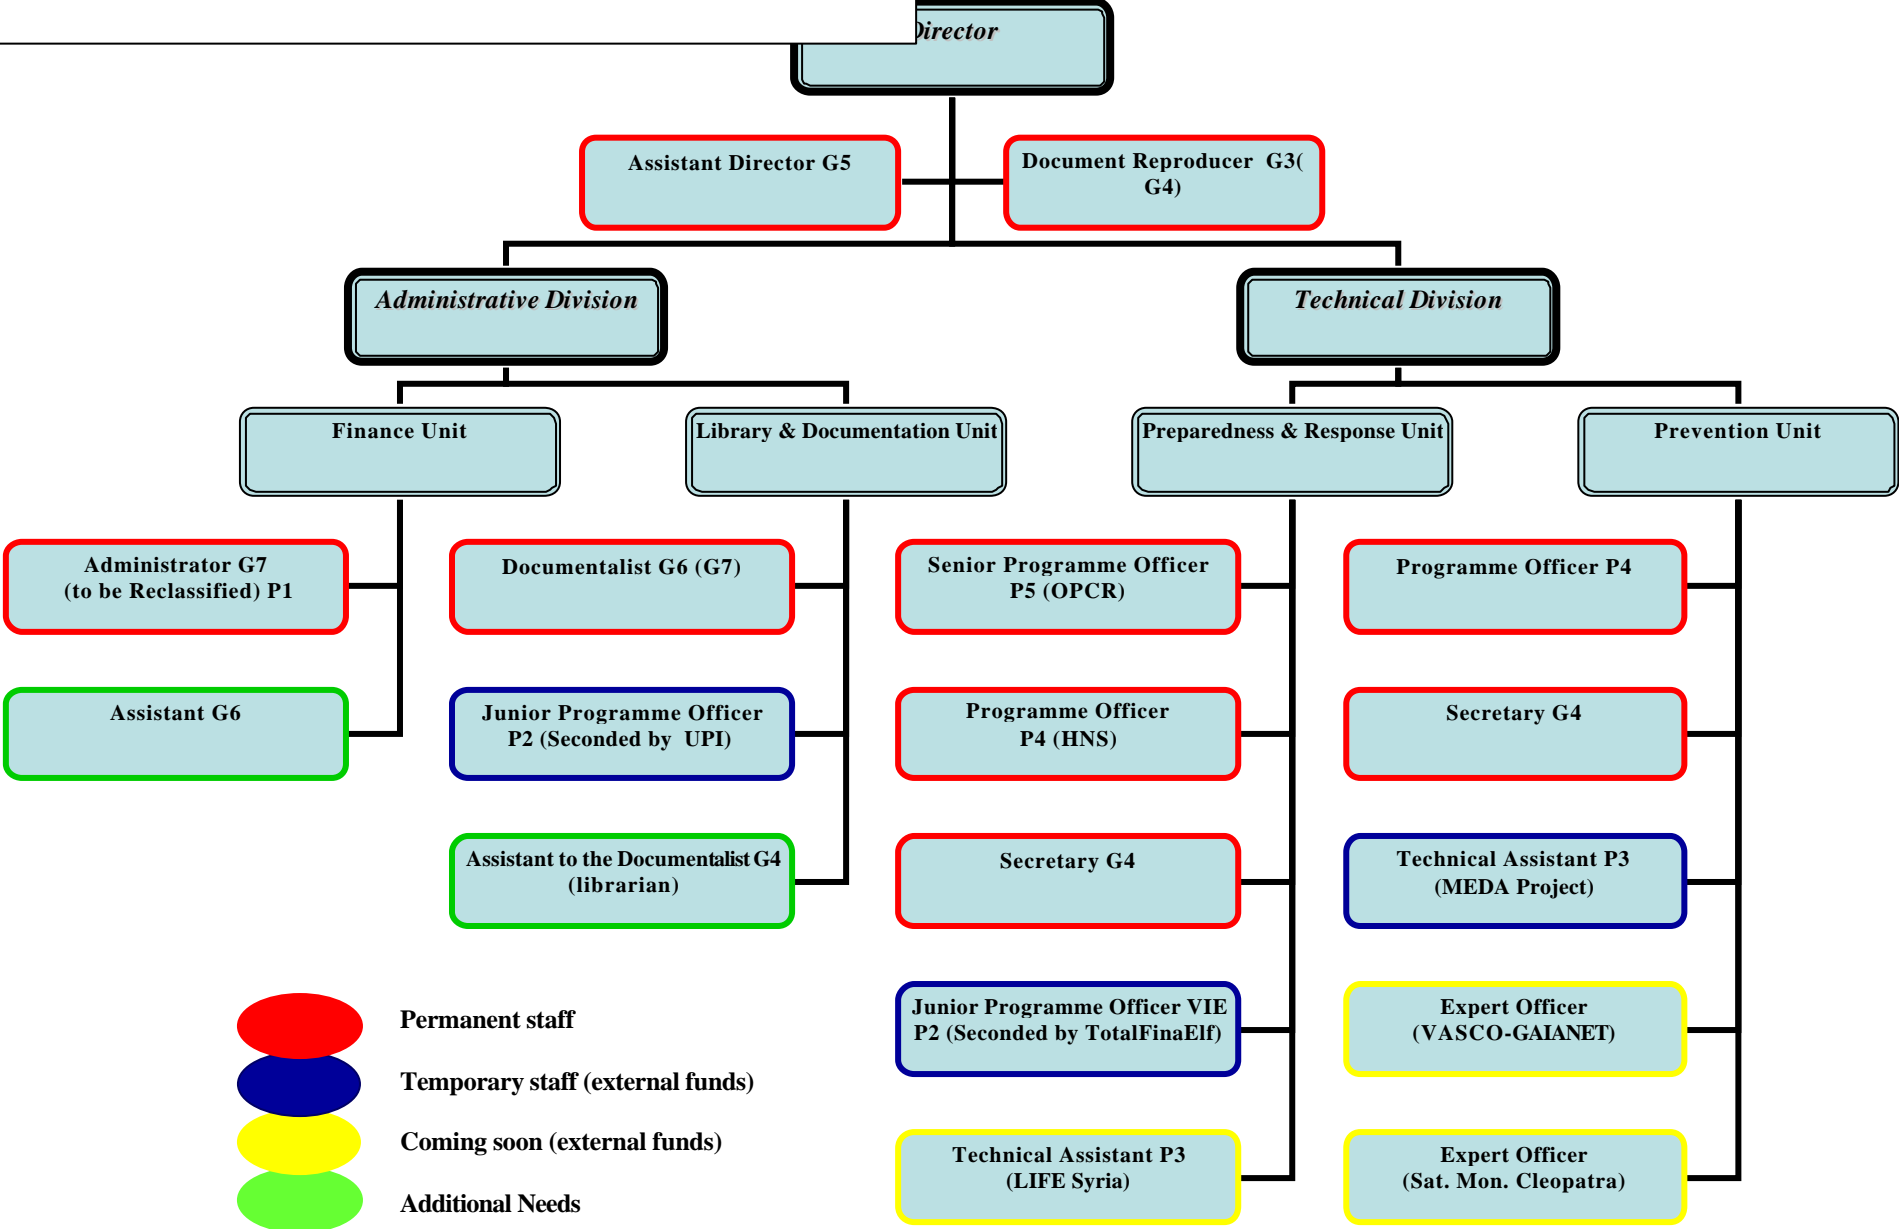 Director
Assistant Director G5
Document Reproducer G3(
G4)
Administrative Division
Technical Division
Finance Unit
Library & Documentation Unit
Preparedness & Response Unit
Prevention Unit
Administrator G7
(to be Reclassified) P1
Documentalist G6 (G7)
Senior Programme Officer
P5 (OPCR)
Programme Officer P4
Assistant G6
Junior Programme Officer
P2 (Seconded by UPI)
Programme Officer
P4 (HNS)
Secretary G4
Assistant to the Documentalist G4
(librarian)
Secretary G4
Technical Assistant P3
(MEDA Project)
Junior Programme Officer VIE
P2 (Seconded by TotalFinaElf)
Expert Officer
(VASCO-GAIANET)
Technical Assistant P3
(LIFE Syria)
Expert Officer
(Sat. Mon. Cleopatra)
Permanent staff
Temporary staff (external funds)
Coming soon (external funds)
Additional Needs